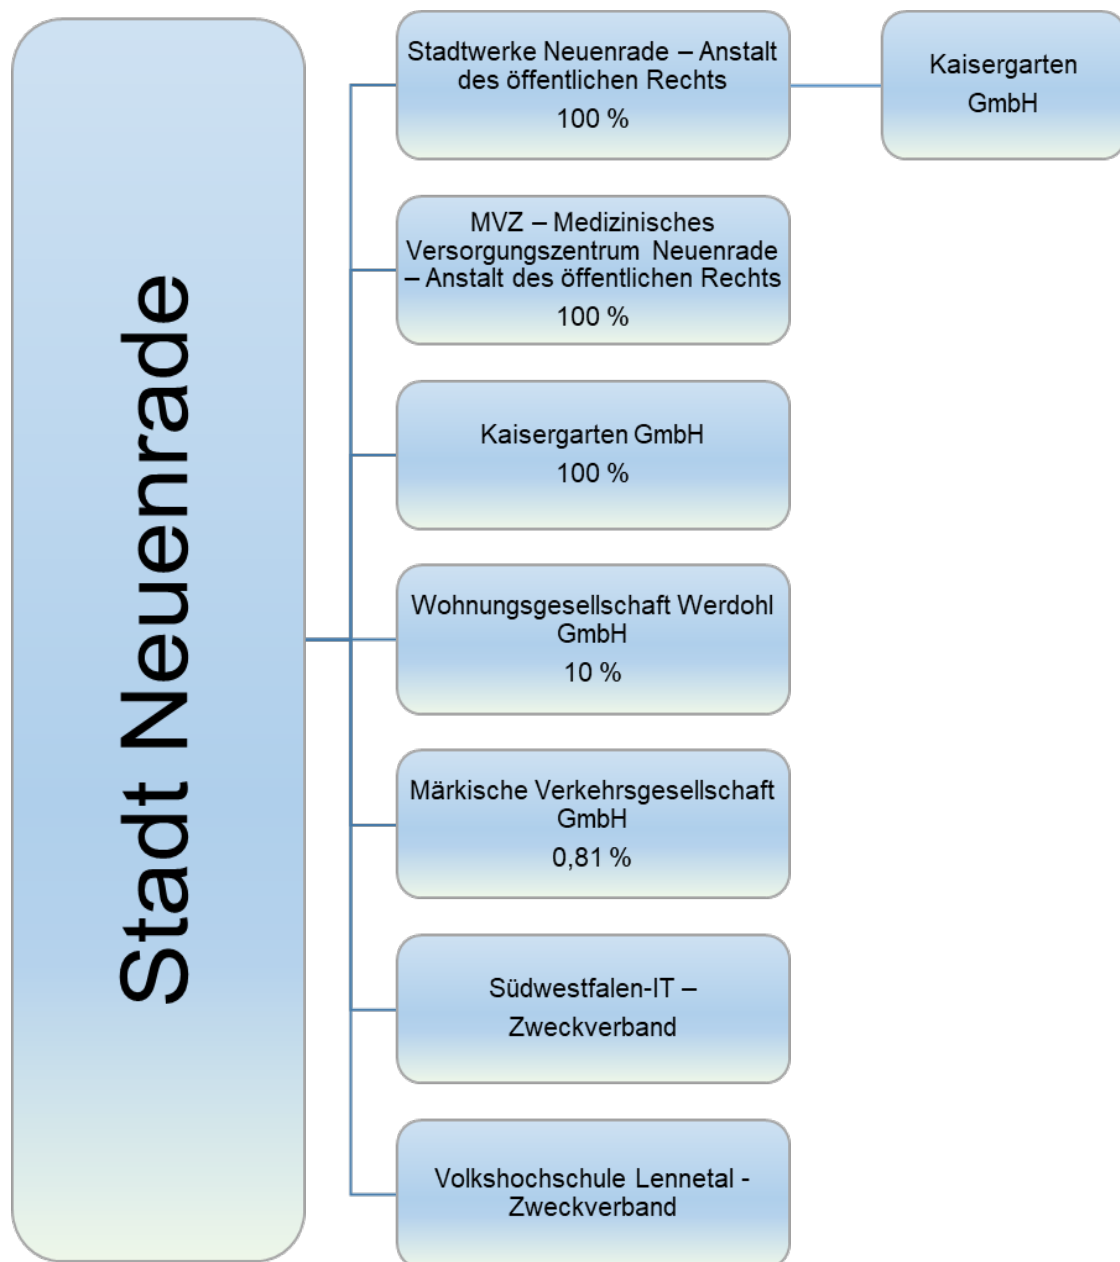 Stadt Neuenrade
Stadtwerke Neuenrade – Anstalt
des öffentlichen Rechts
100 %
Kaisergarten
GmbH
MVZ – Medizinisches
Versorgungszentrum Neuenrade
– Anstalt des öffentlichen Rechts
100 %
Kaisergarten GmbH
100 %
Wohnungsgesellschaft Werdohl
GmbH
10 %
Märkische Verkehrsgesellschaft
GmbH
0,81 %
Südwestfalen-IT –
Zweckverband
Volkshochschule Lennetal -
Zweckverband